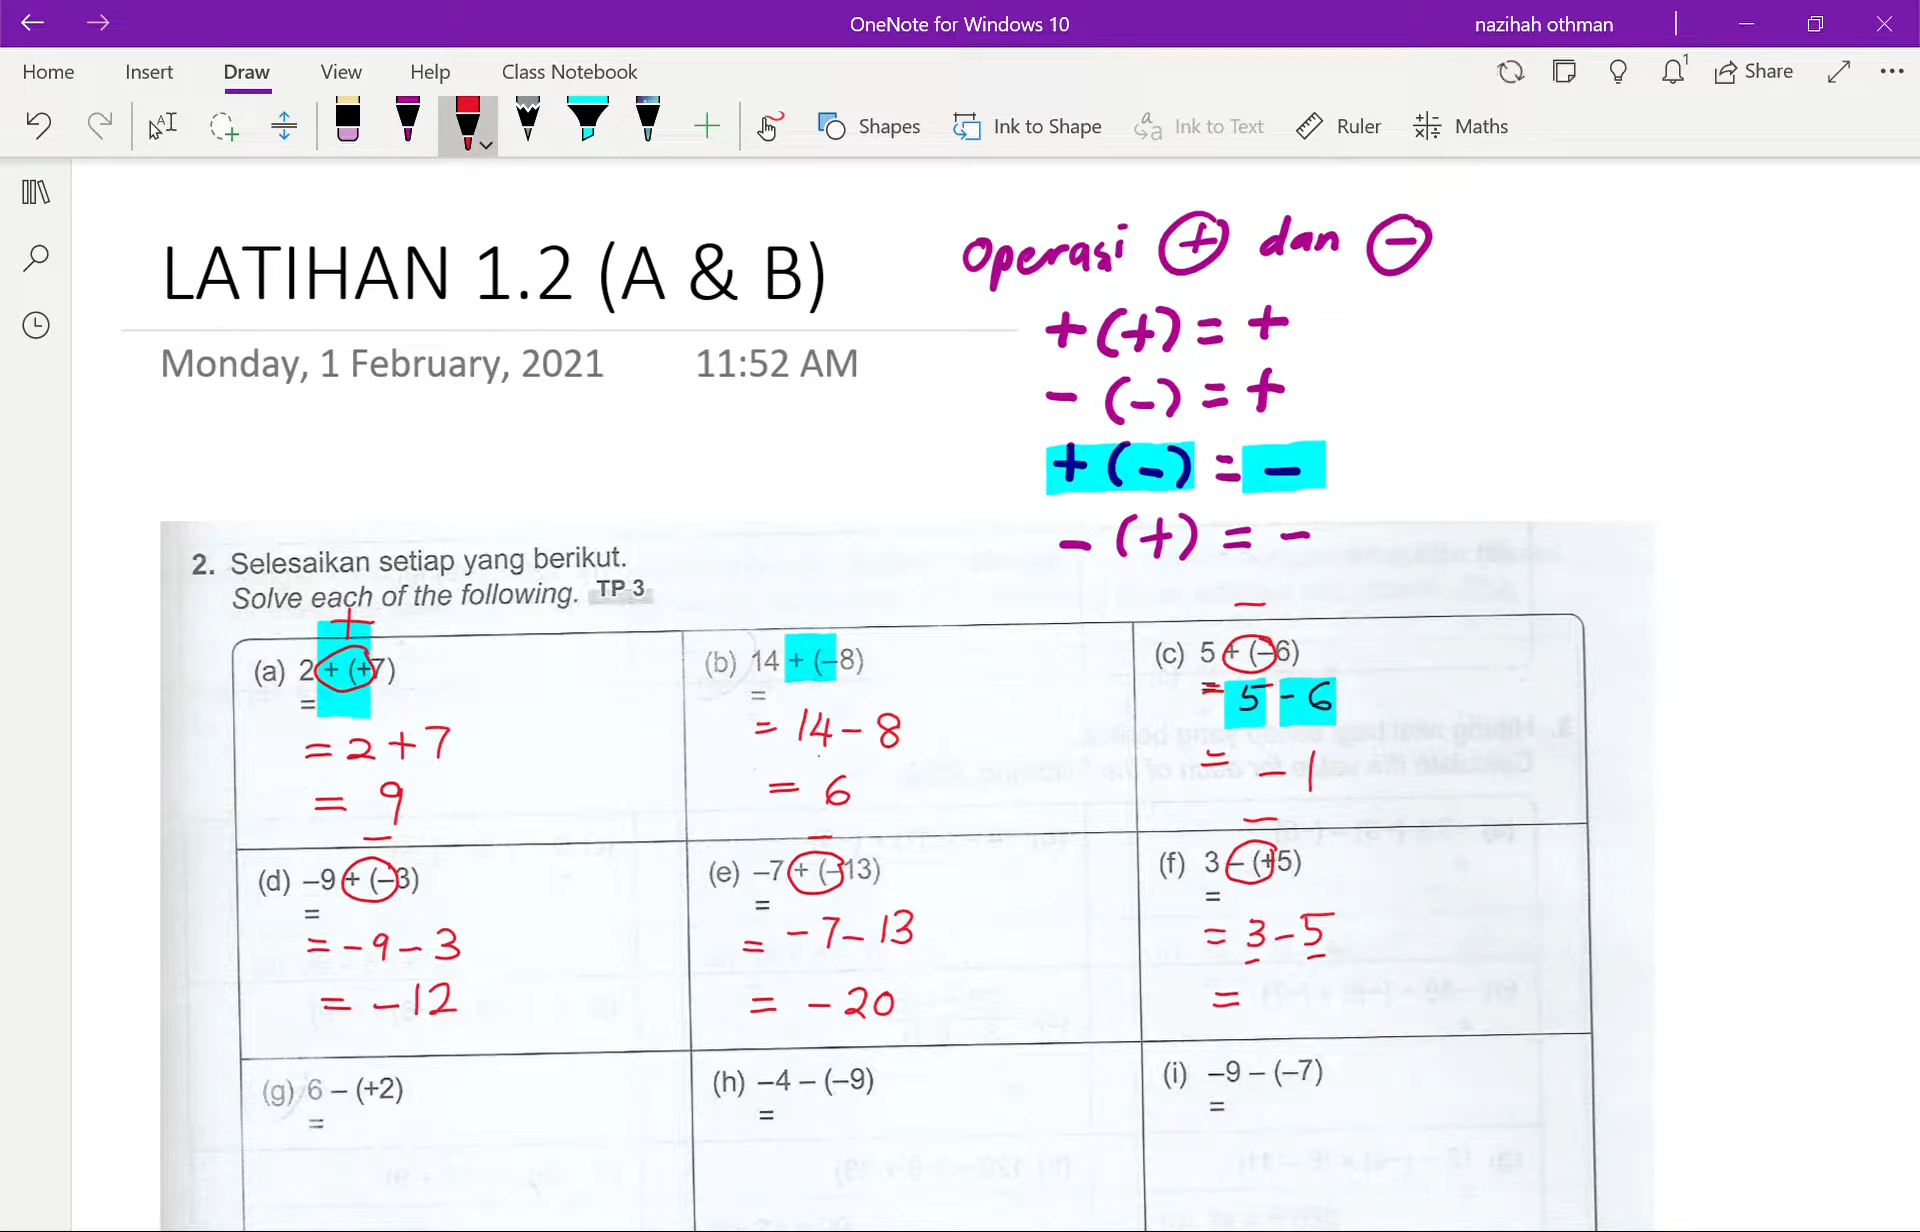 OneNote for Windows 10
nazihah othman
Home Insert Draw View Help Class Notebook
1 Share
Shapes Ink to Shape Ink to Text Ruler Maths
LATIHAN 1.2 (A & B)
Monday, 1 February, 2021 11:52 AM
Operasi + dan -
+ (+) = +
- (-) = +
+ (-) = -
- (+) = -
2. Selesaikan setiap yang berikut.
Solve each of the following. TP 3
+
(a) 2 + (+7)
=
= 2 + 7
= 9
(b) 14 + (–8)
=
= 14 - 8
= 6
-
(c) 5 + (–6)
= 5 - 6
= - 1
-
(d) –9 + (–3)
=
= - 9 - 3
= - 12
-
(e) –7 + (–13)
=
= - 7 - 13
= - 20
-
(f) 3 – (+5)
=
= 3 - 5
=
(g) 6 – (+2)
=
(h) –4 – (–9)
=
(i) –9 – (–7)
=